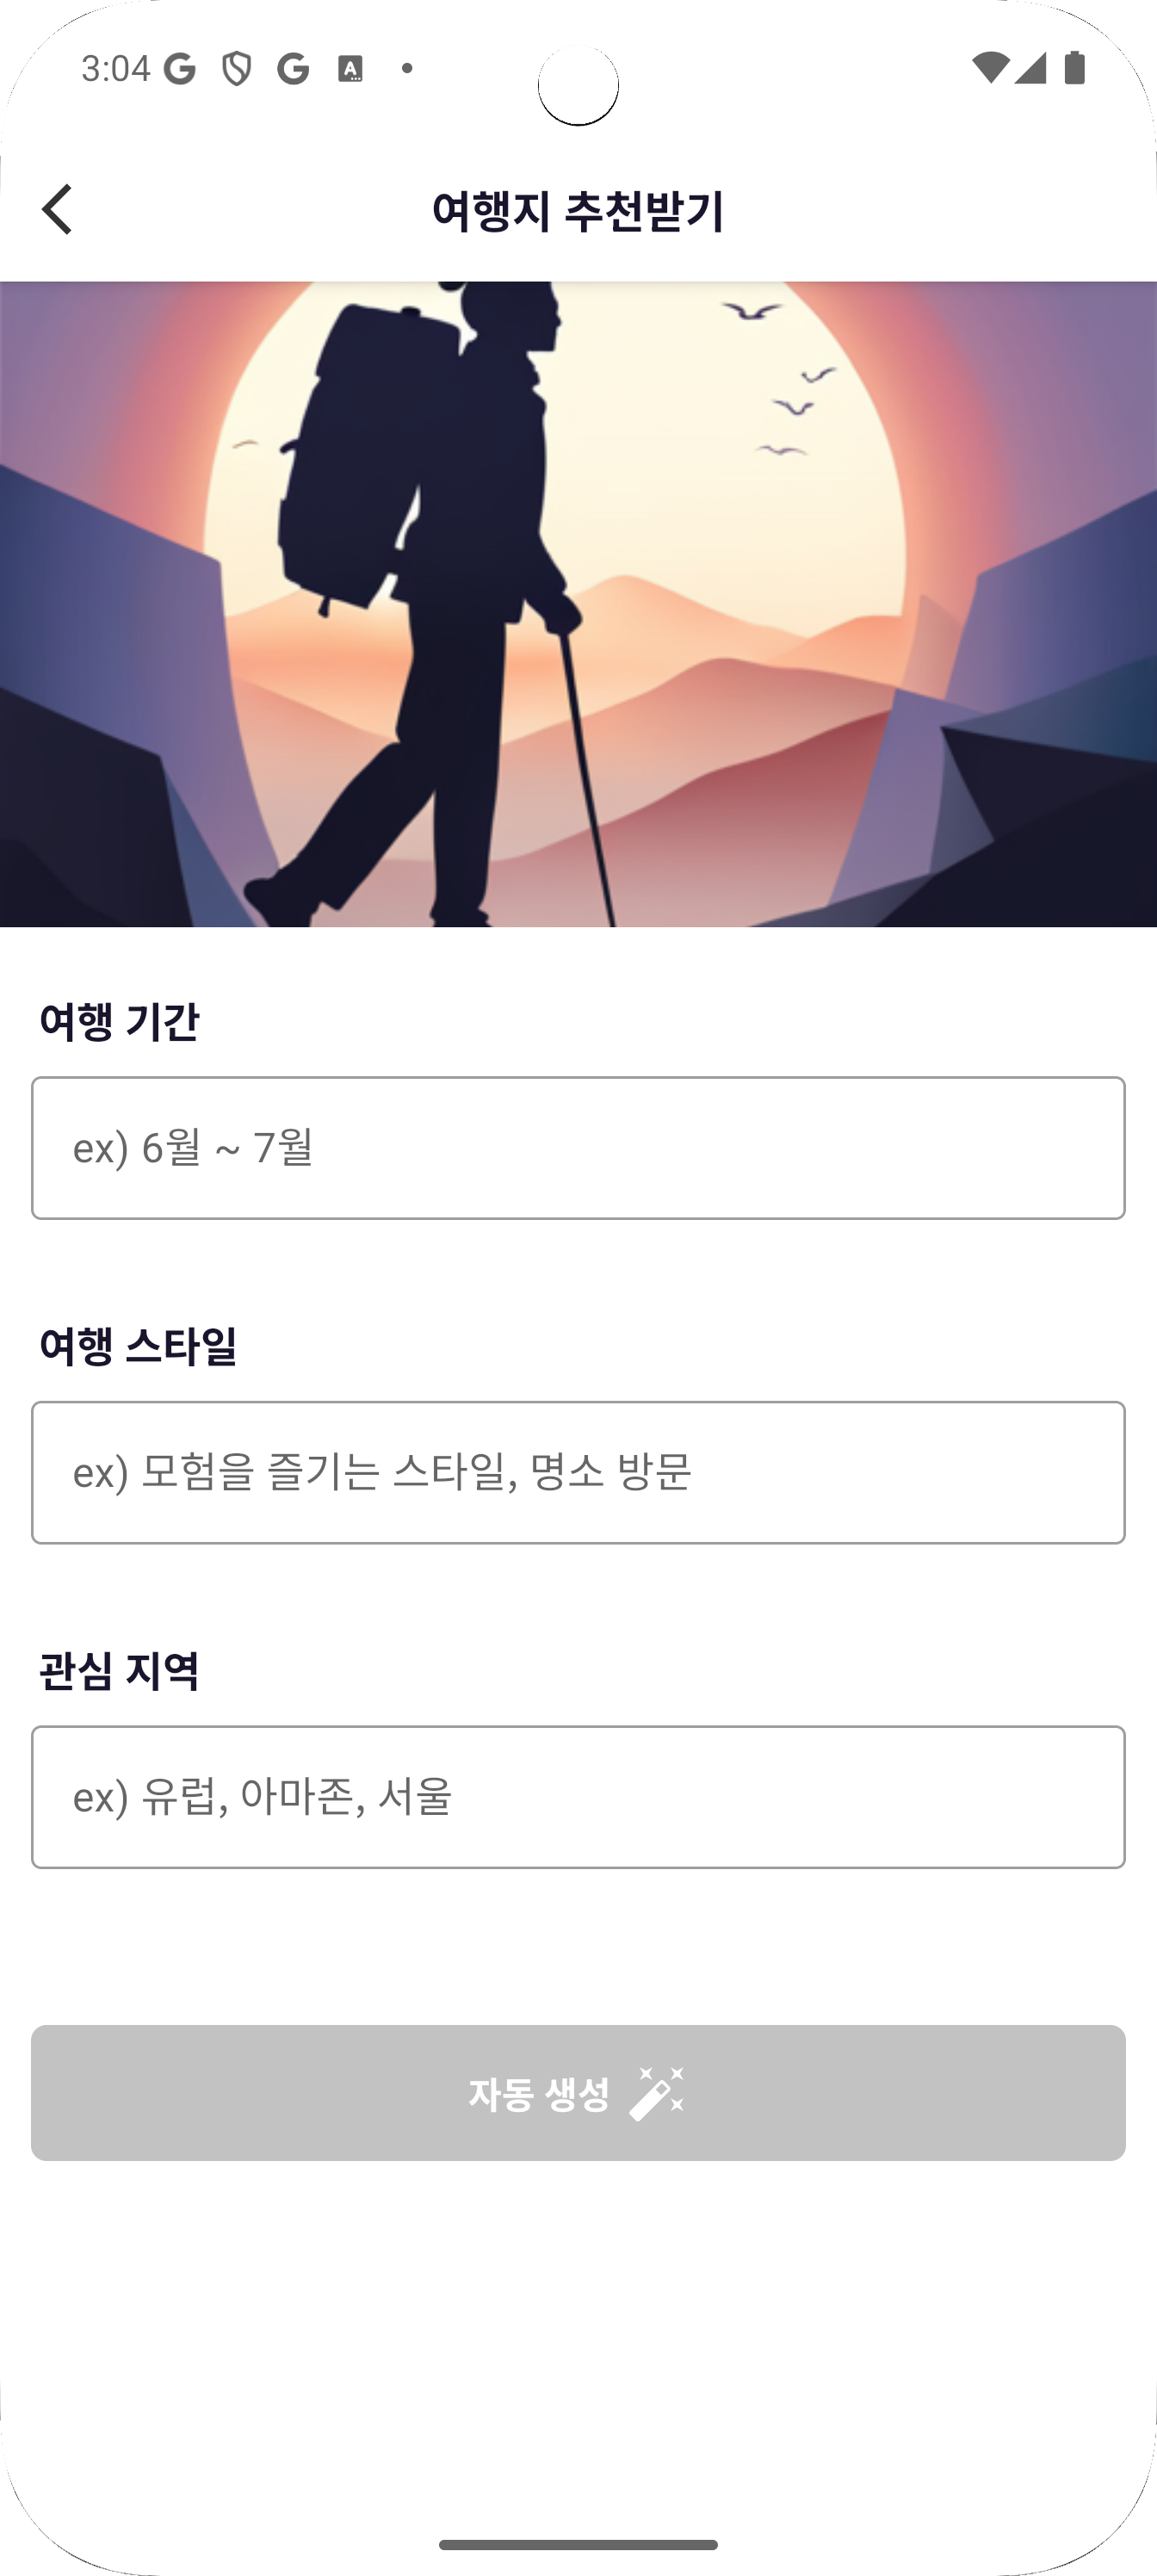 3:04
여행지 추천받기
여행 기간
ex) 6월 ~ 7월
여행 스타일
ex) 모험을 즐기는 스타일, 명소 방문
관심 지역
ex) 유럽, 아마존, 서울
자동 생성